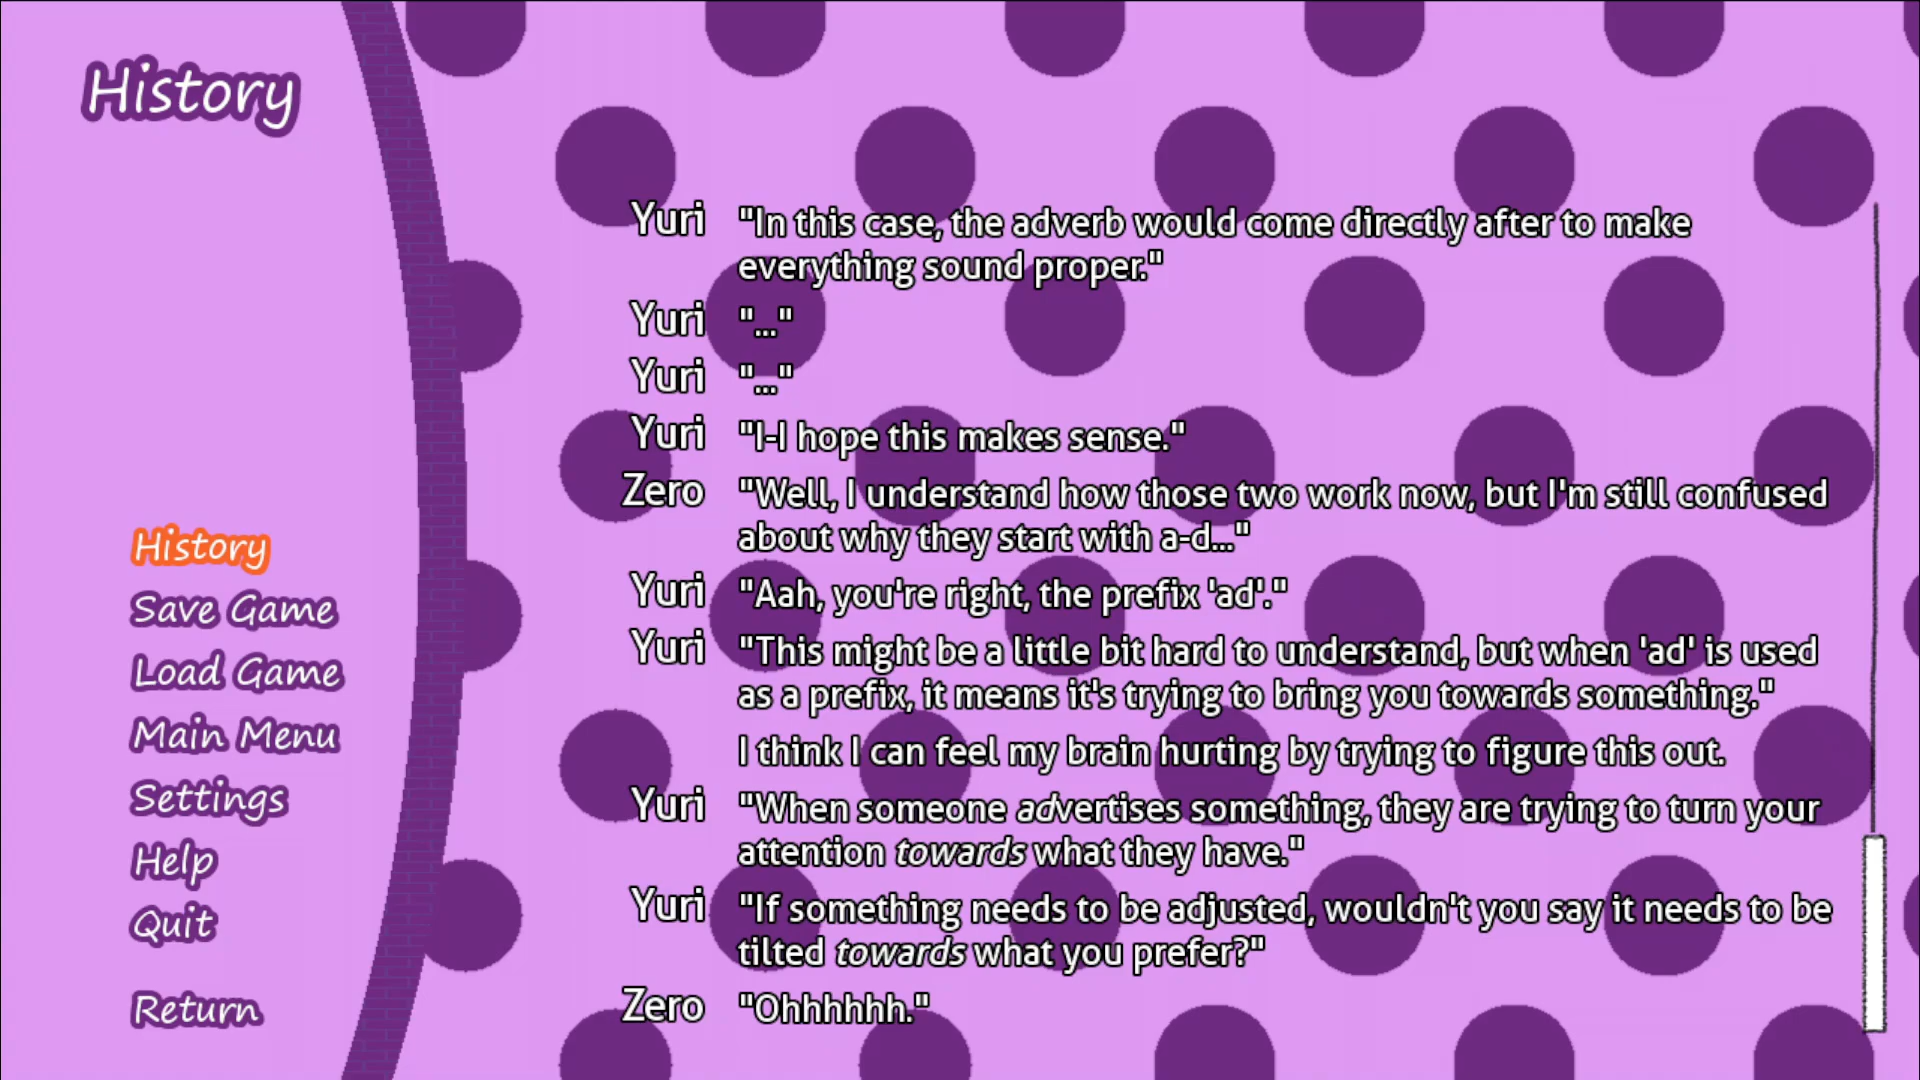 History
Yuri "In this case, the adverb would come directly after to make
everything sound proper."
Yuri "..."
Yuri "..."
Yuri "I-I hope this makes sense."
Zero "Well, I understand how those two work now, but I'm still confused
about why they start with a-d..."
Yuri "Aah, you're right, the prefix 'ad'."
Yuri "This might be a little bit hard to understand, but when 'ad' is used
as a prefix, it means it's trying to bring you towards something."
I think I can feel my brain hurting by trying to figure this out.
Yuri "When someone advertises something, they are trying to turn your
attention towards what they have."
Yuri "If something needs to be adjusted, wouldn't you say it needs to be
tilted towards what you prefer?"
Zero "Ohhhhhh."
History
Save Game
Load Game
Main Menu
Settings
Help
Quit
Return